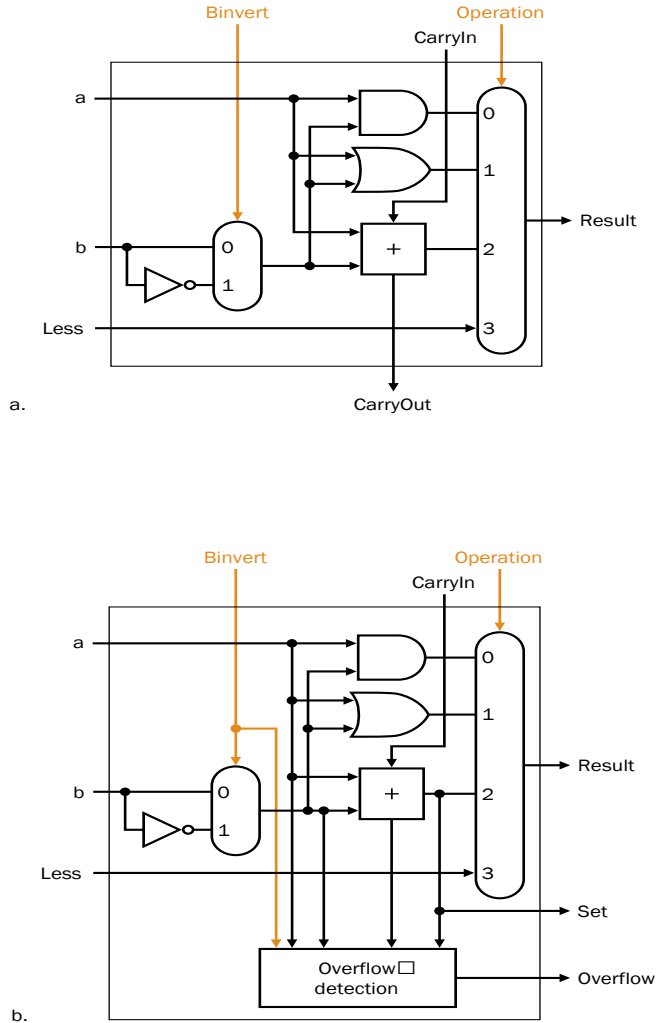 Binvert
Operation
CarryIn
a
0
1
b
0
+
2
1
Less
3
Result
CarryOut
a.
Binvert
Operation
CarryIn
a
0
1
b
0
+
2
1
Less
3
Result
Set
Overflow□
detection
Overflow
b.